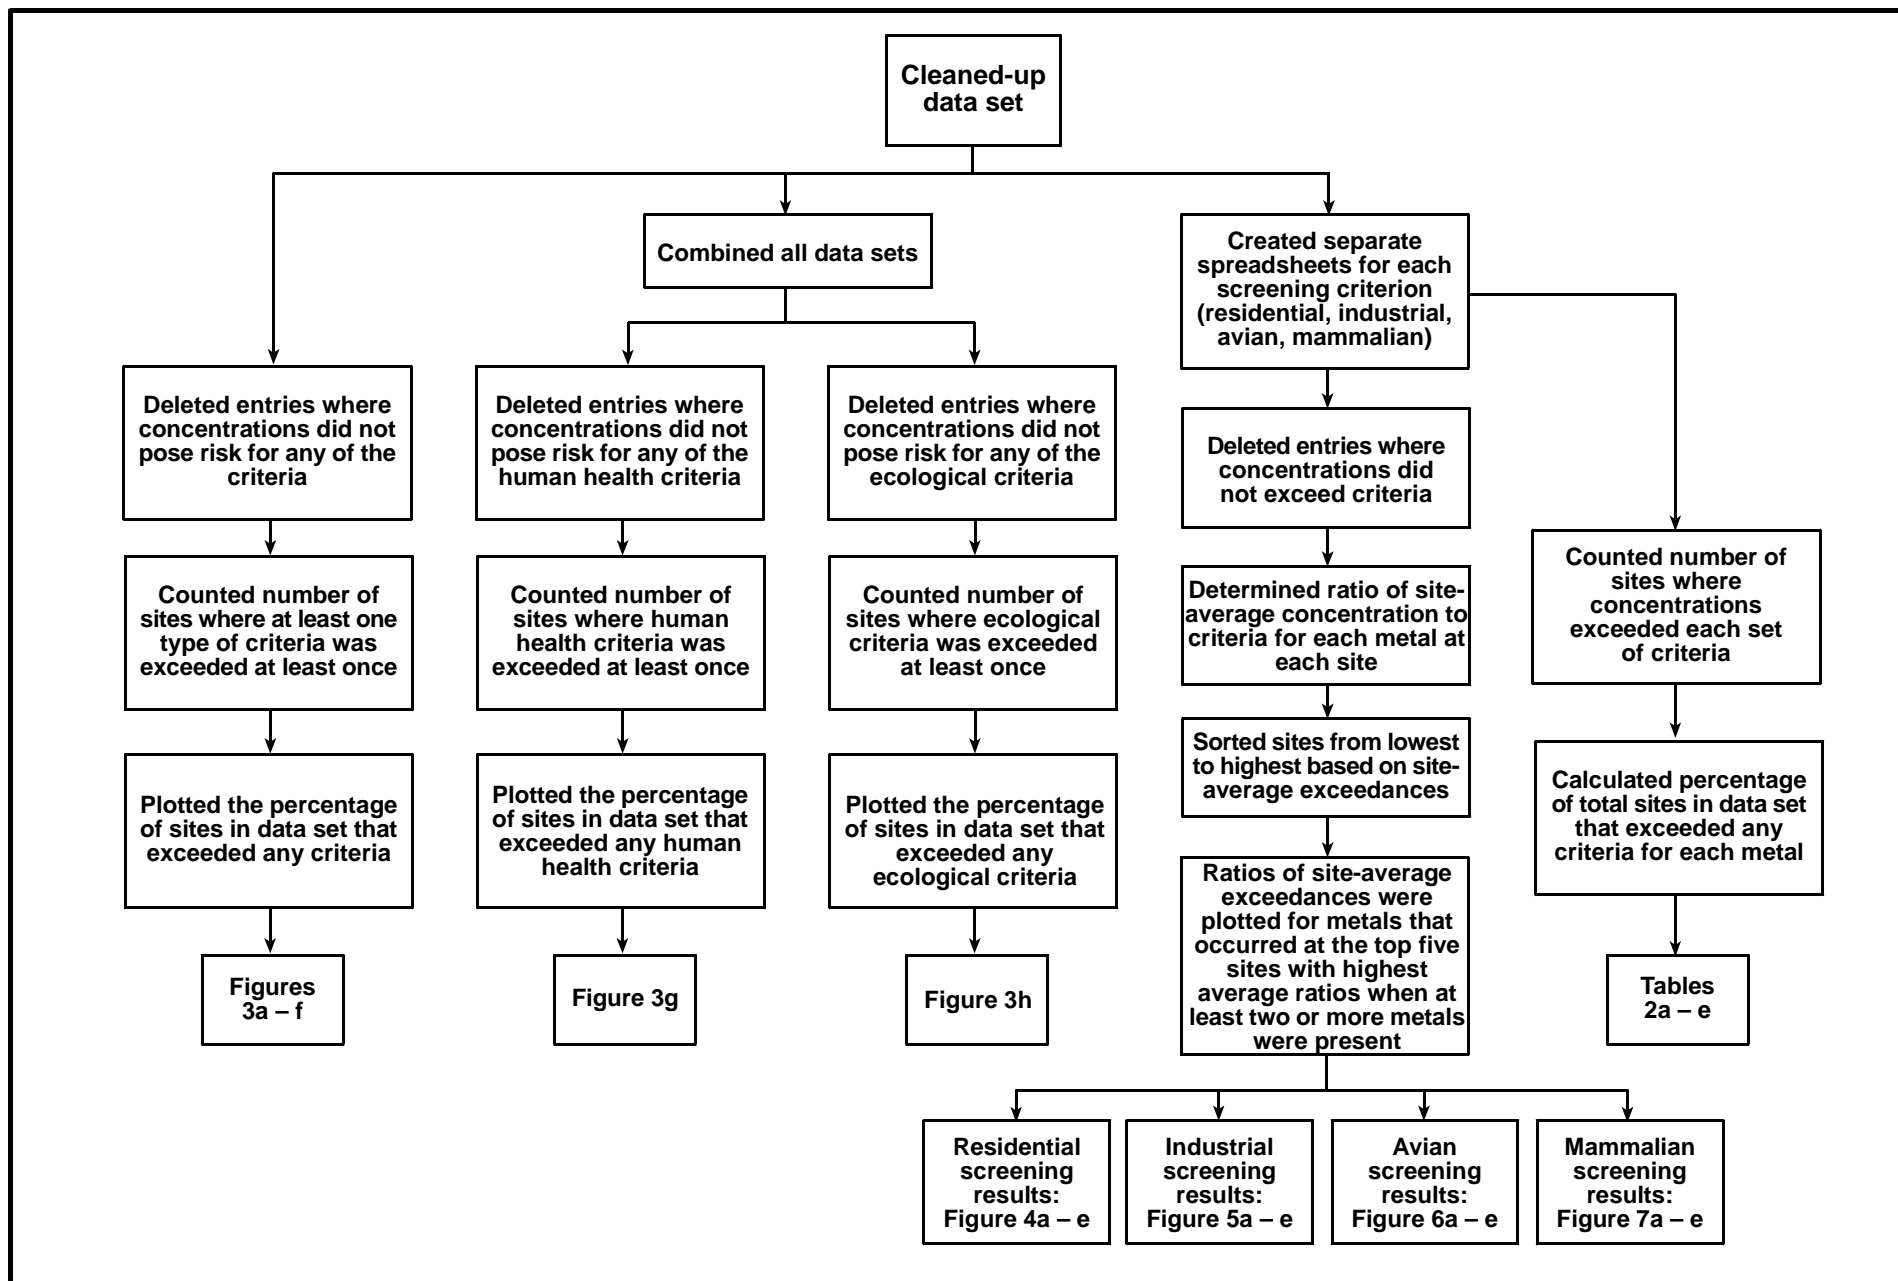 Cleaned-up
data set
Combined all data sets
Created separate
spreadsheets for each
screening criterion
(residential, industrial,
avian, mammalian)
Deleted entries where
concentrations did not
pose risk for any of the
criteria
Deleted entries where
concentrations did not
pose risk for any of the
human health criteria
Deleted entries where
concentrations did not
pose risk for any of the
ecological criteria
Deleted entries where
concentrations did
not exceed criteria
Counted number of
sites where at least one
type of criteria was
exceeded at least once
Counted number of
sites where human
health criteria was
exceeded at least once
Counted number of
sites where ecological
criteria was exceeded
at least once
Determined ratio of site-
average concentration to
criteria for each metal at
each site
Counted number of
sites where
concentrations
exceeded each set
of criteria
Sorted sites from lowest
to highest based on site-
average exceedances
Plotted the percentage
of sites in data set that
exceeded any criteria
Plotted the percentage
of sites in data set that
exceeded any human
health criteria
Plotted the percentage
of sites in data set that
exceeded any
ecological criteria
Calculated percentage
of total sites in data set
that exceeded any
criteria for each metal
Ratios of site-average
exceedances were
plotted for metals that
occurred at the top five
sites with highest
average ratios when at
least two or more metals
were present
Figures
3a – f
Figure 3g
Figure 3h
Tables
2a – e
Residential
screening
results:
Figure 4a – e
Industrial
screening
results:
Figure 5a – e
Avian
screening
results:
Figure 6a – e
Mammalian
screening
results:
Figure 7a – e